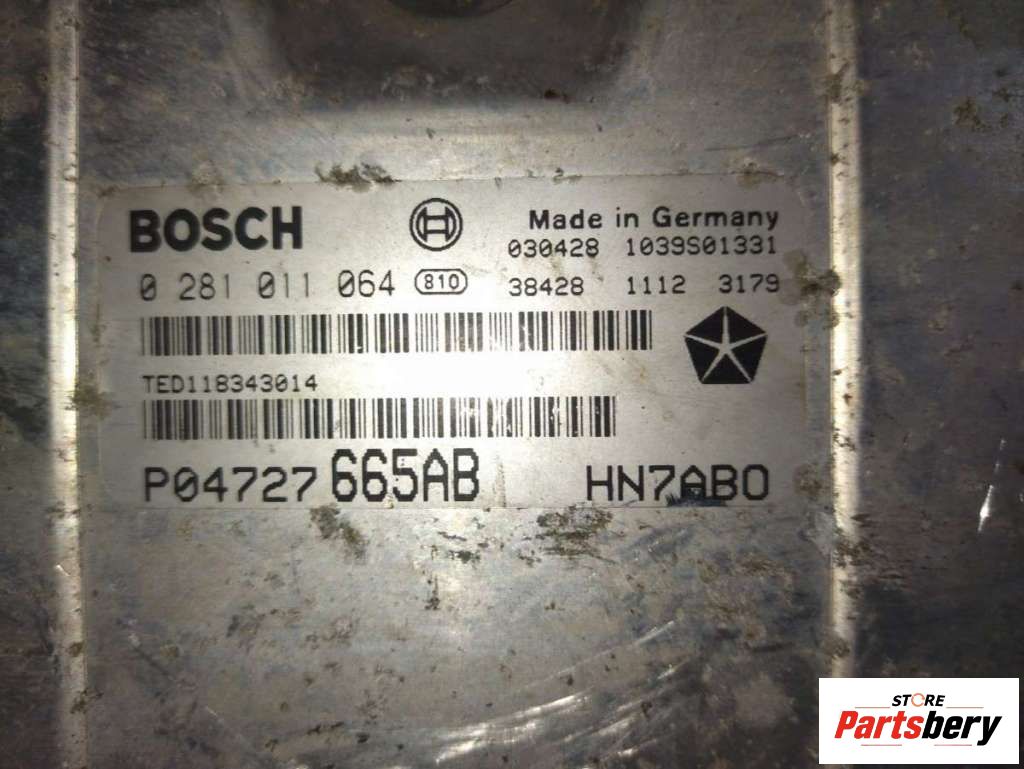 BOSCH Made in Germany
030428 1039S01331
0 281 011 064 810 38428 1112 3179
TED118343014
P04727 665AB HN7AB0
STORE
Partsbery